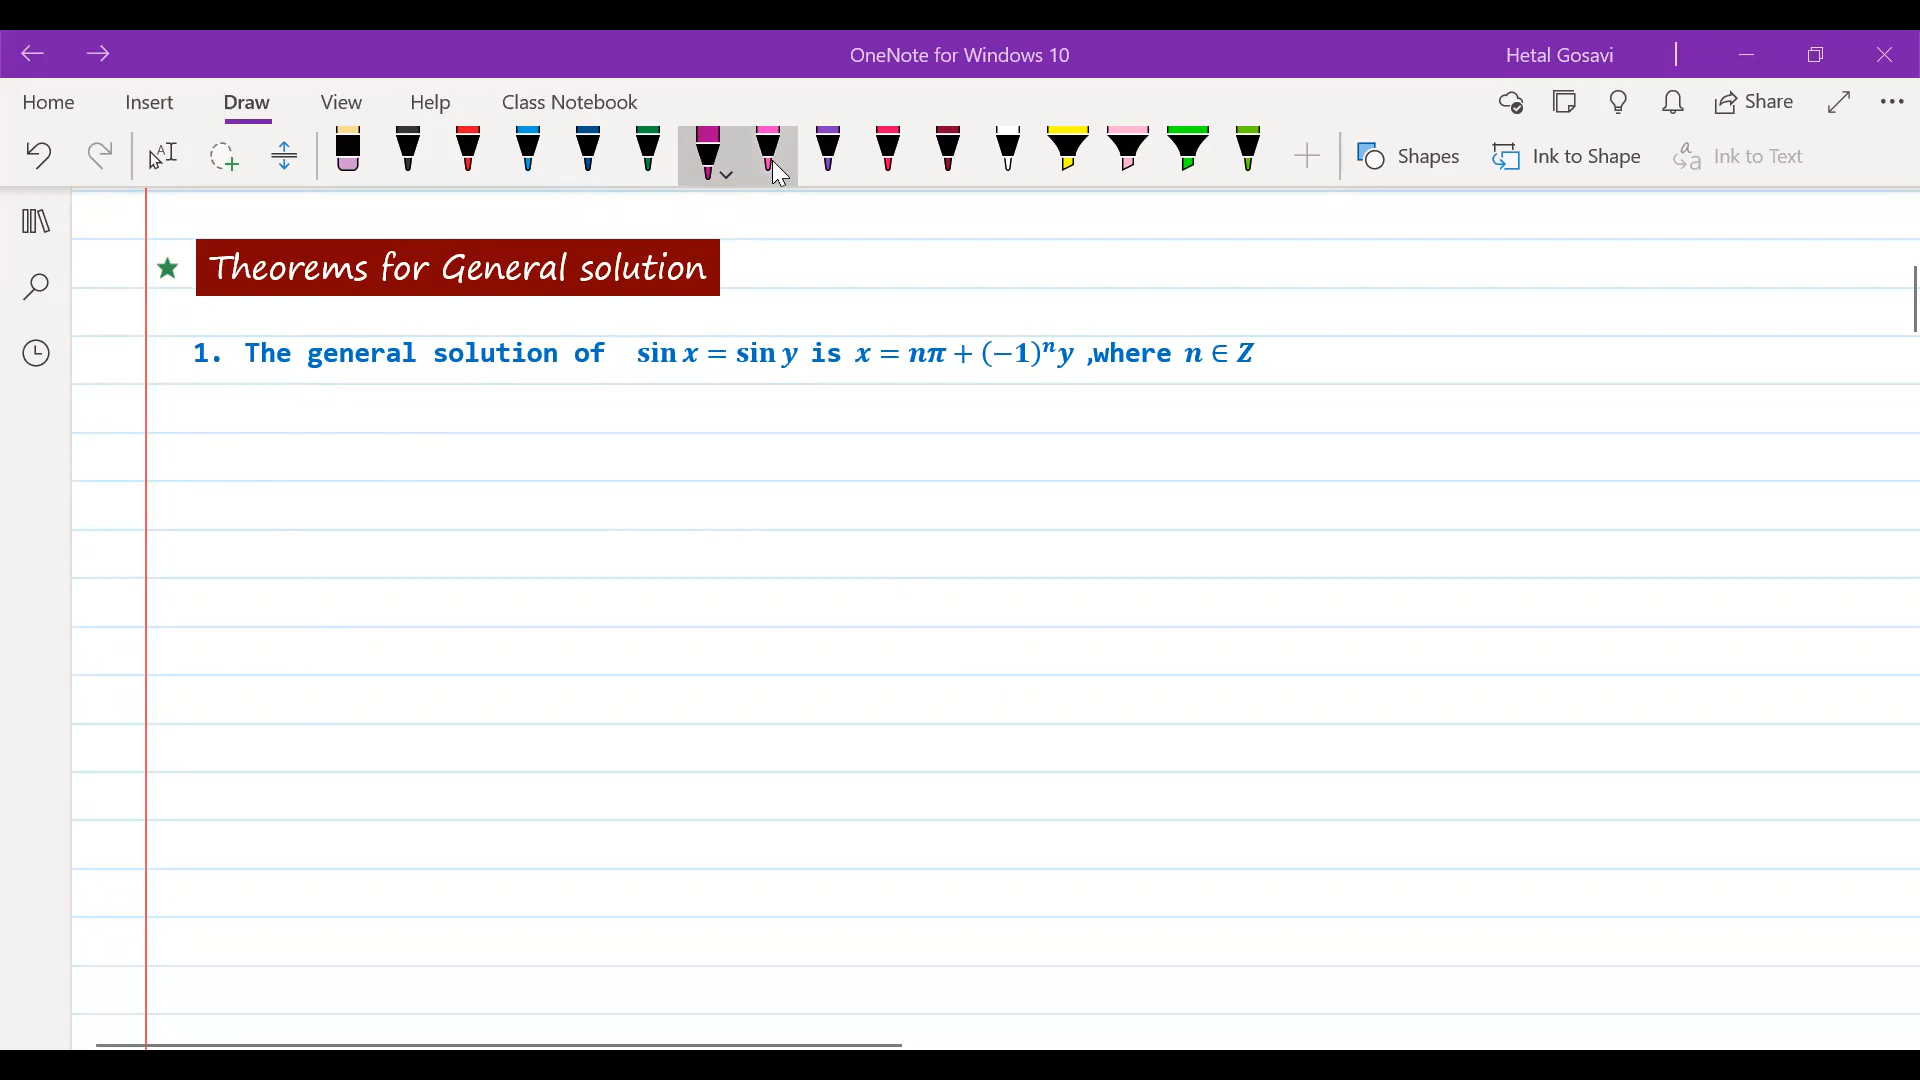 OneNote for Windows 10
Hetal Gosavi
Home Insert Draw View Help Class Notebook Share
Shapes Ink to Shape Ink to Text
Theorems for General solution
1. The general solution of sin x = sin y is x = nπ + (−1)ⁿy ,where n ∈ Z